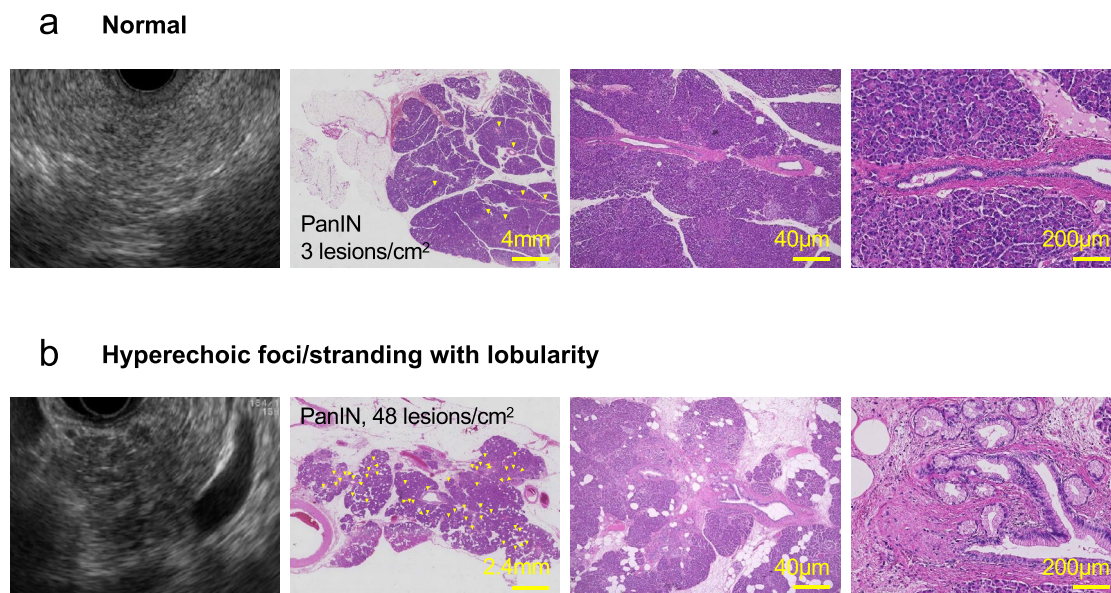 a Normal
PanIN
3 lesions/cm²
4mm
40µm
200µm
b Hyperechoic foci/stranding with lobularity
PanIN, 48 lesions/cm²
2.4mm
40µm
200µm